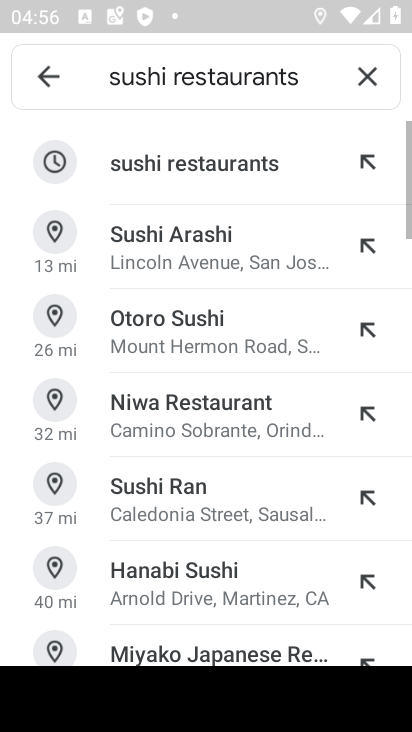 04:56
sushi restaurants
sushi restaurants
Sushi Arashi
13 mi
Lincoln Avenue, San Jos...
Otoro Sushi
26 mi
Mount Hermon Road, S...
Niwa Restaurant
32 mi
Camino Sobrante, Orind...
Sushi Ran
37 mi
Caledonia Street, Sausal...
Hanabi Sushi
40 mi
Arnold Drive, Martinez, CA
Miyako Japanese Re...